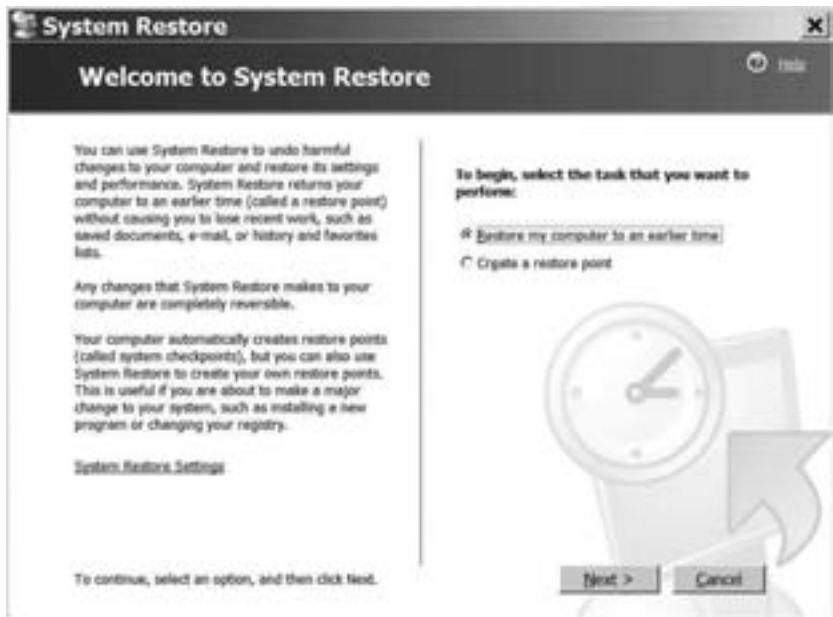 System Restore
Welcome to System Restore
Help
You can use System Restore to undo harmful
changes to your computer and restore its settings
and performance. System Restore returns your
computer to an earlier time (called a restore point)
without causing you to lose recent work, such as
saved documents, e-mail, or history and favorites
lists.
Any changes that System Restore makes to your
computer are completely reversible.
Your computer automatically creates restore points
(called system checkpoints), but you can also use
System Restore to create your own restore points.
This is useful if you are about to make a major
change to your system, such as installing a new
program or changing your registry.
System Restore Settings
To continue, select an option, and then click Next.
To begin, select the task that you want to
perform:
Restore my computer to an earlier time
Create a restore point
Next >
Cancel